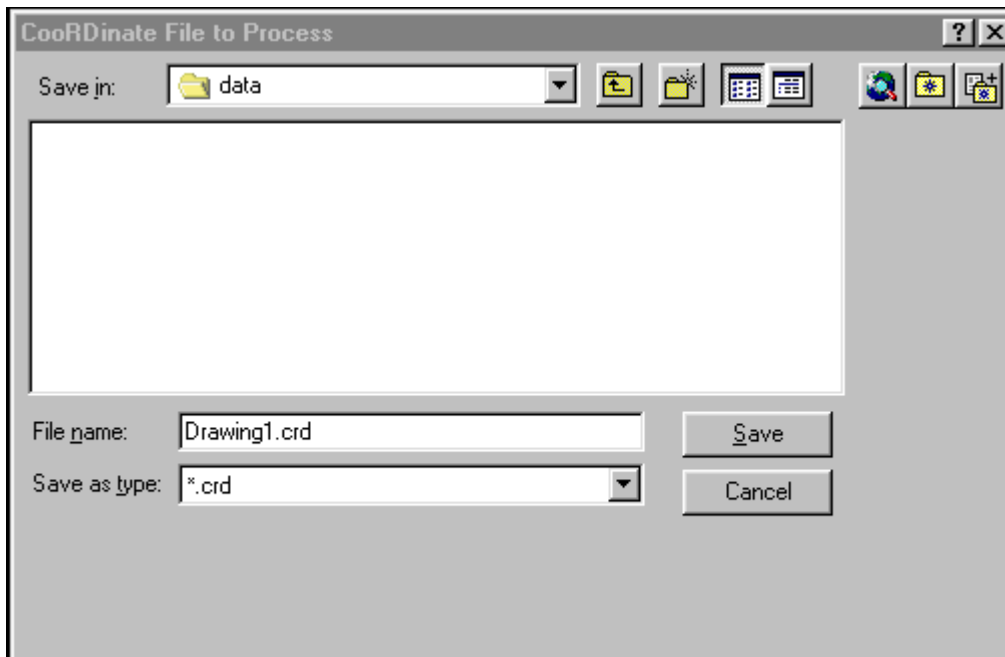 CooRDinate File to Process
Save in: data
File name: Drawing1.crd Save
Save as type: *.crd Cancel